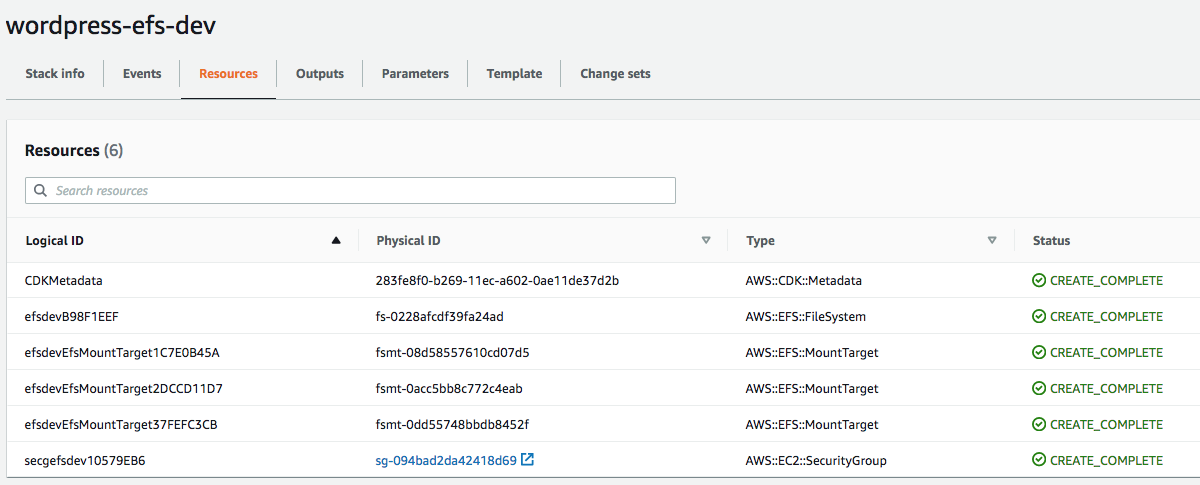 wordpress-efs-dev
Stack info Events Resources Outputs Parameters Template Change sets
Resources (6)
Search resources
Logical ID Physical ID Type Status
CDKMetadata 283fe8f0-b269-11ec-a602-0ae11de37d2b AWS::CDK::Metadata CREATE_COMPLETE
efsdevB98F1EEF fs-0228afcdf39fa24ad AWS::EFS::FileSystem CREATE_COMPLETE
efsdevEfsMountTarget1C7E0B45A fsmt-08d58557610cd07d5 AWS::EFS::MountTarget CREATE_COMPLETE
efsdevEfsMountTarget2DCCD11D7 fsmt-0acc5bb8c772c4eab AWS::EFS::MountTarget CREATE_COMPLETE
efsdevEfsMountTarget37FEFC3CB fsmt-0dd55748bbdb8452f AWS::EFS::MountTarget CREATE_COMPLETE
secgefsdev10579EB6 sg-094bad2da42418d69 AWS::EC2::SecurityGroup CREATE_COMPLETE